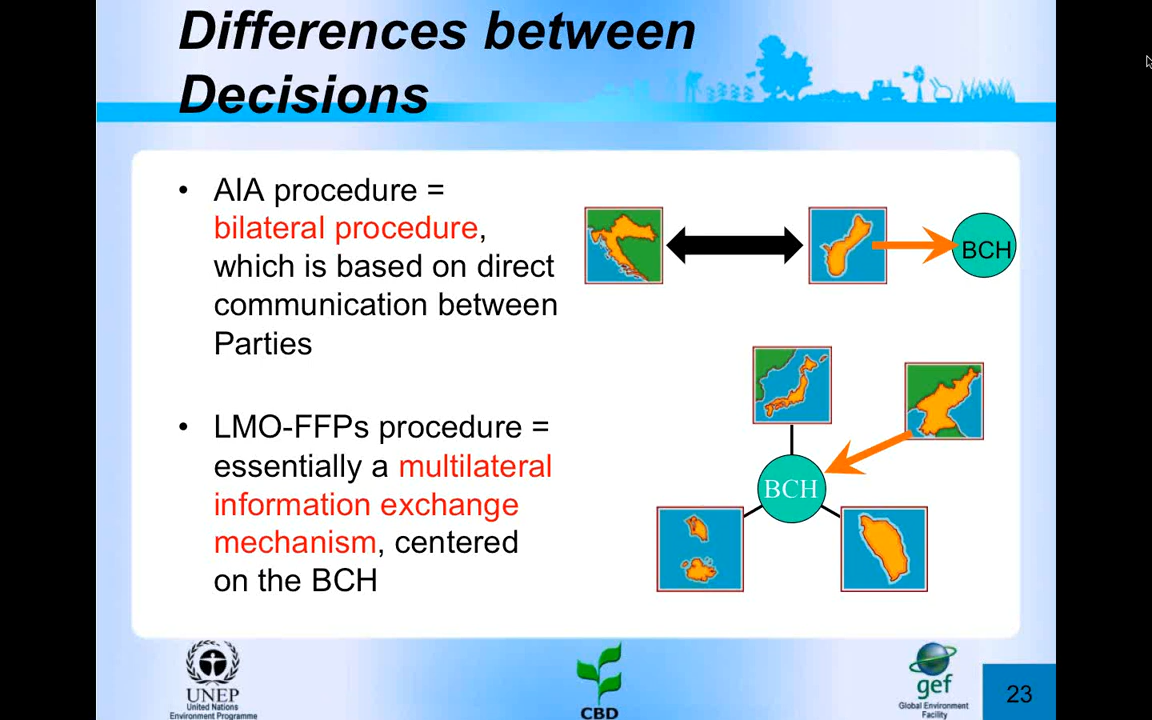 Differences between
Decisions
• AIA procedure =
bilateral procedure,
which is based on direct
communication between
Parties
BCH
• LMO-FFPs procedure =
essentially a multilateral
information exchange
mechanism, centered
on the BCH
BCH
UNEP
United Nations
Environment Programme
CBD
gef
Global Environment
Facility
23